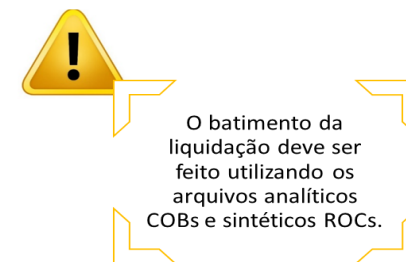 O batimento da
liquidação deve ser
feito utilizando os
arquivos analíticos
COBs e sintéticos ROCs.